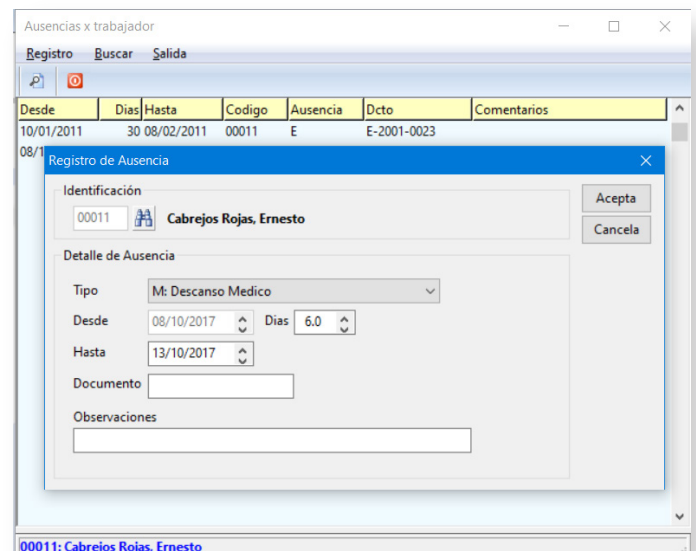 Ausencias x trabajador
Registro Buscar Salida
Desde Dias Hasta Codigo Ausencia Dcto Comentarios
10/01/2011 30 08/02/2011 00011 E E-2001-0023
08/1
Registro de Ausencia
Identificación
00011 Cabrejos Rojas, Ernesto
Acepta
Cancela
Detalle de Ausencia
Tipo M: Descanso Medico
Desde 08/10/2017 Dias 6.0
Hasta 13/10/2017
Documento
Observaciones
00011: Cabrejos Rojas, Ernesto